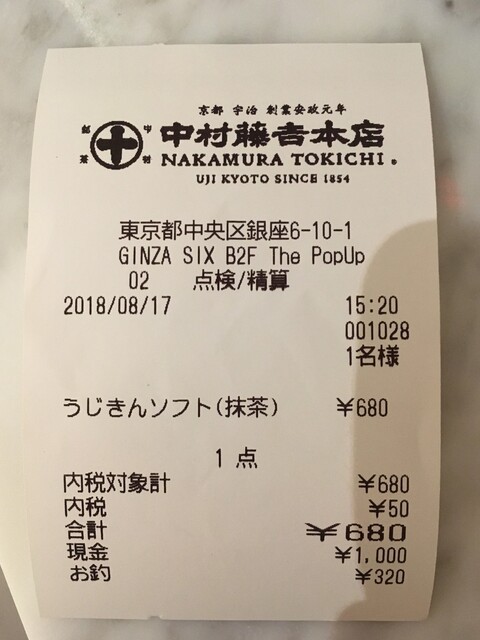 京都 宇治 創業安政元年
中村藤吉本店
NAKAMURA TOKICHI
UJI KYOTO SINCE 1854
東京都中央区銀座6-10-1
GINZA SIX B2F The PopUp
02 点検/精算
2018/08/17 15:20
001028
1名様
うじきんソフト(抹茶) ¥680
1 点
内税対象計 ¥680
内税 ¥50
合計 ¥680
現金 ¥1,000
お釣 ¥320